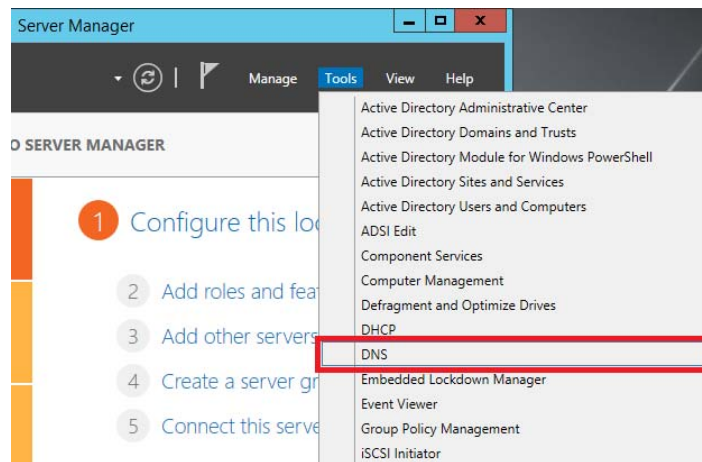 Server Manager
Manage Tools View Help
Active Directory Administrative Center
Active Directory Domains and Trusts
Active Directory Module for Windows PowerShell
Active Directory Sites and Services
Active Directory Users and Computers
ADSI Edit
Component Services
Computer Management
Defragment and Optimize Drives
DHCP
DNS
Embedded Lockdown Manager
Event Viewer
Group Policy Management
iSCSI Initiator
O SERVER MANAGER
1 Configure this loc
2 Add roles and fea
3 Add other servers
4 Create a server gr
5 Connect this serve